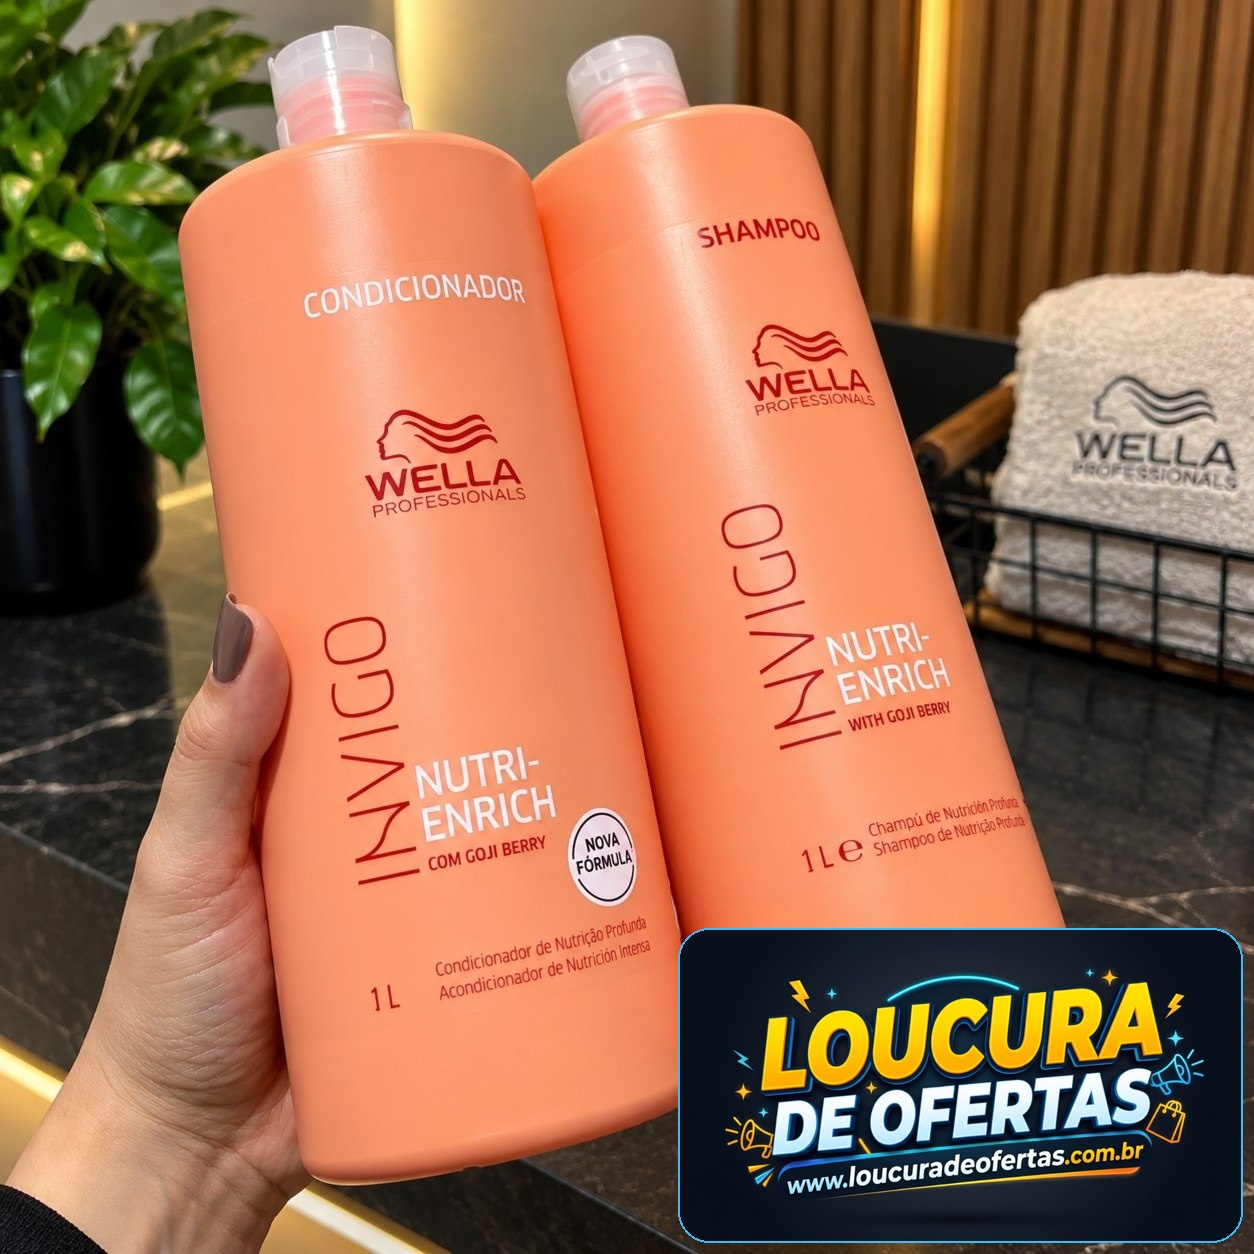 CONDICIONADOR
WELLA
PROFESSIONALS
INVIGO
NUTRI-
ENRICH
COM GOJI BERRY
NOVA
FÓRMULA
Condicionador de Nutrição Profunda
Acondicionador de Nutrición Intensa
1 L
SHAMPOO
WELLA
PROFESSIONALS
INVIGO
NUTRI-
ENRICH
WITH GOJI BERRY
Champú de Nutrición Profunda
Shampoo de Nutrição Profunda
1 L e
WELLA
PROFESSIONALS
LOUCURA
DE OFERTAS
www.loucuradeofertas.com.br